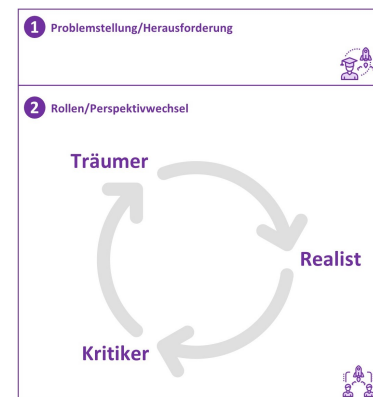 1 Problemstellung/Herausforderung
2 Rollen/Perspektivwechsel
Träumer
Realist
Kritiker